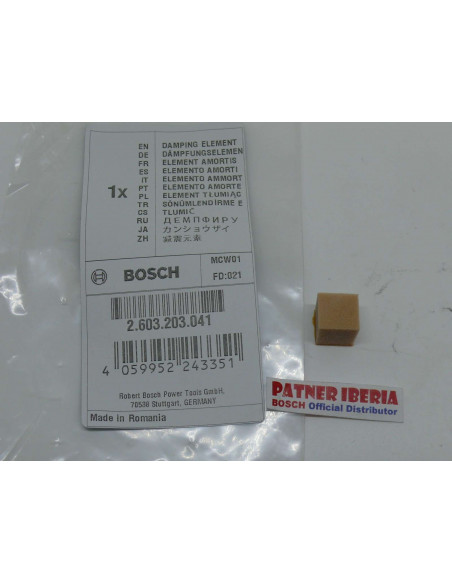 1x
EN DAMPING ELEMENT
DE DÄMPFUNGSELEMEN
FR ELEMENT AMORTIS
ES ELEMENTO AMORTI
IT ELEMENTO AMMORT
PT ELEMENTO AMORTE
PL ELEMENT TŁUMIĄC
TR SÖNÜMLENDİRME E
CS TLUMIČ
RU ДЕМПФИРУ
JA カンショウザイ
ZH 減震元素
BOSCH
MCW01
FD:021
2.603.203.041
4 059952 243351
Robert Bosch Power Tools GmbH,
70538 Stuttgart, GERMANY
Made in Romania
PATNER IBERIA
BOSCH Official Distributor